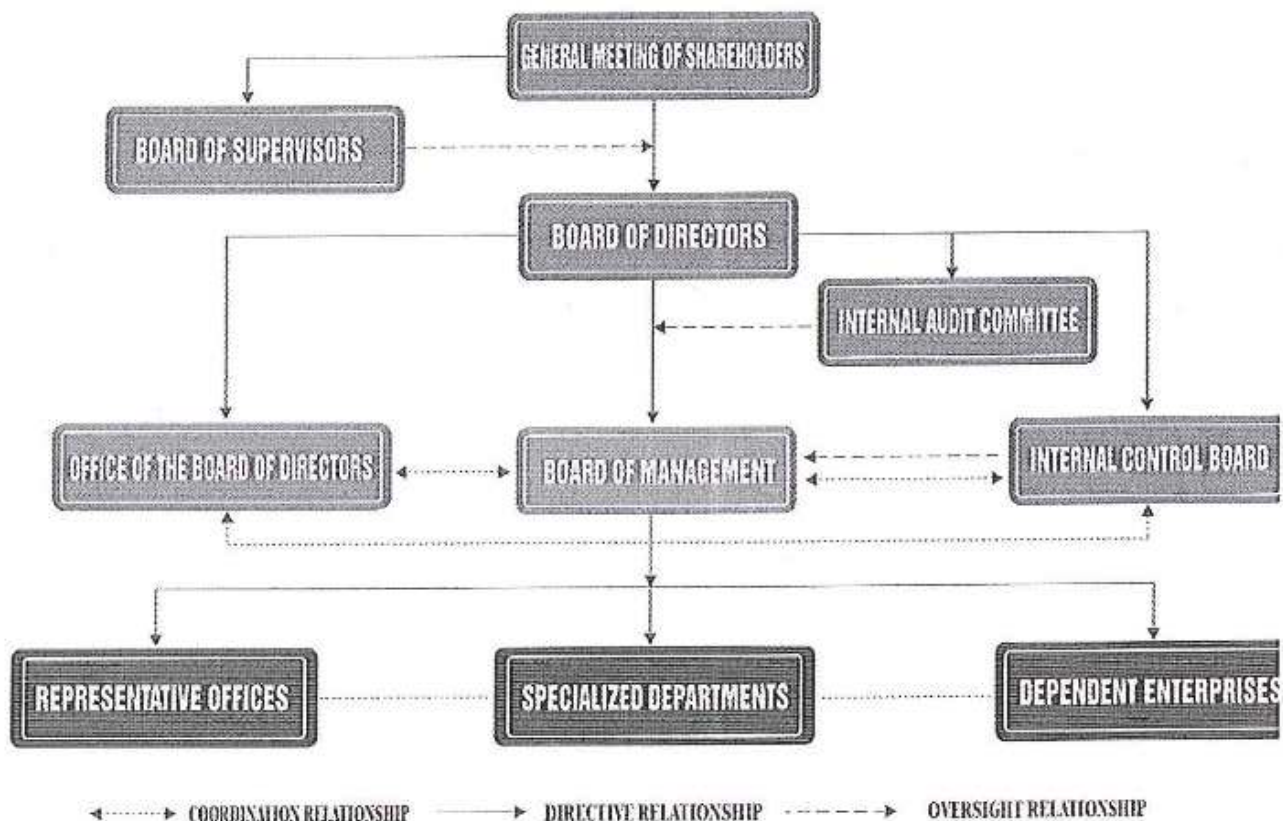 GENERAL MEETING OF SHAREHOLDERS
BOARD OF SUPERVISORS
BOARD OF DIRECTORS
INTERNAL AUDIT COMMITTEE
OFFICE OF THE BOARD OF DIRECTORS
BOARD OF MANAGEMENT
INTERNAL CONTROL BOARD
REPRESENTATIVE OFFICES
SPECIALIZED DEPARTMENTS
DEPENDENT ENTERPRISES
COORDINATION RELATIONSHIP
DIRECTIVE RELATIONSHIP
OVERSIGHT RELATIONSHIP